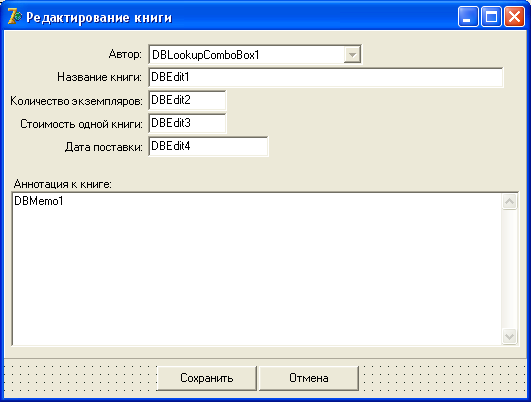 Редактирование книги
Автор: DBLookupComboBox1
Название книги: DBEdit1
Количество экземпляров: DBEdit2
Стоимость одной книги: DBEdit3
Дата поставки: DBEdit4
Аннотация к книге:
DBMemo1
Сохранить Отмена